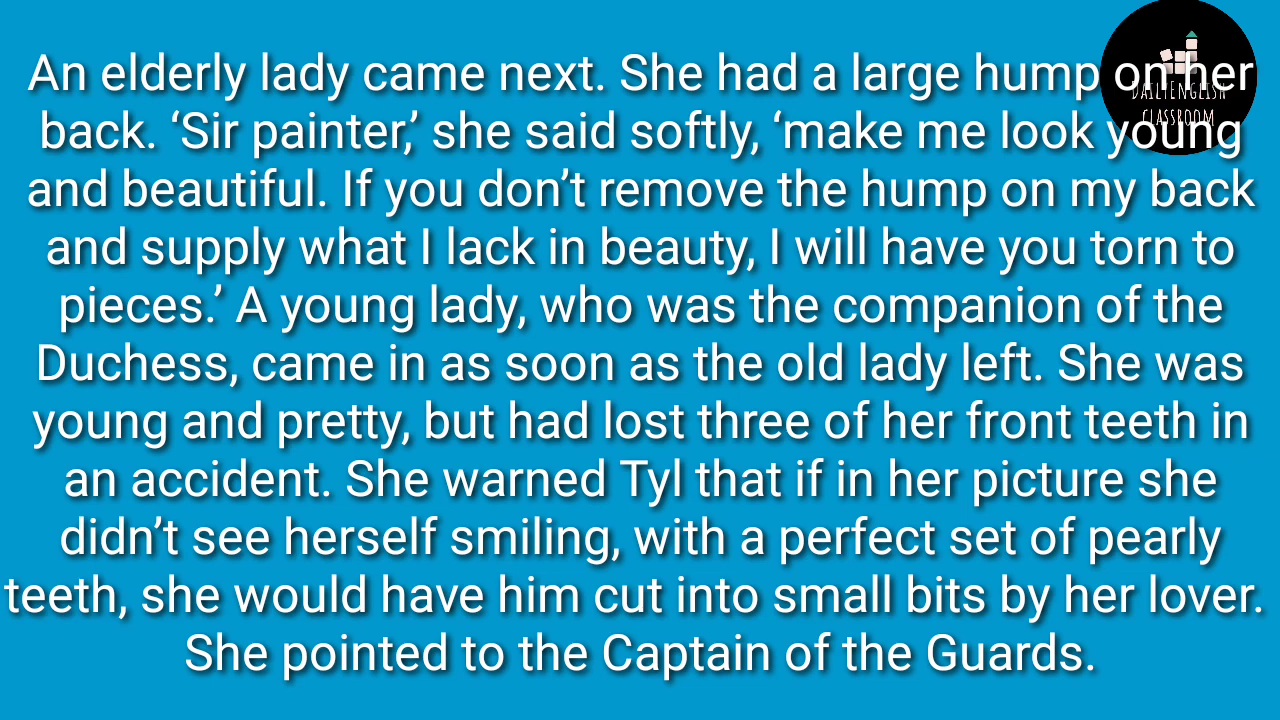 An elderly lady came next. She had a large hump on her
back. ‘Sir painter,’ she said softly, ‘make me look young
and beautiful. If you don’t remove the hump on my back
and supply what I lack in beauty, I will have you torn to
pieces.’ A young lady, who was the companion of the
Duchess, came in as soon as the old lady left. She was
young and pretty, but had lost three of her front teeth in
an accident. She warned Tyl that if in her picture she
didn’t see herself smiling, with a perfect set of pearly
teeth, she would have him cut into small bits by her lover.
She pointed to the Captain of the Guards.
DAILYENGLISH
CLASSROOM